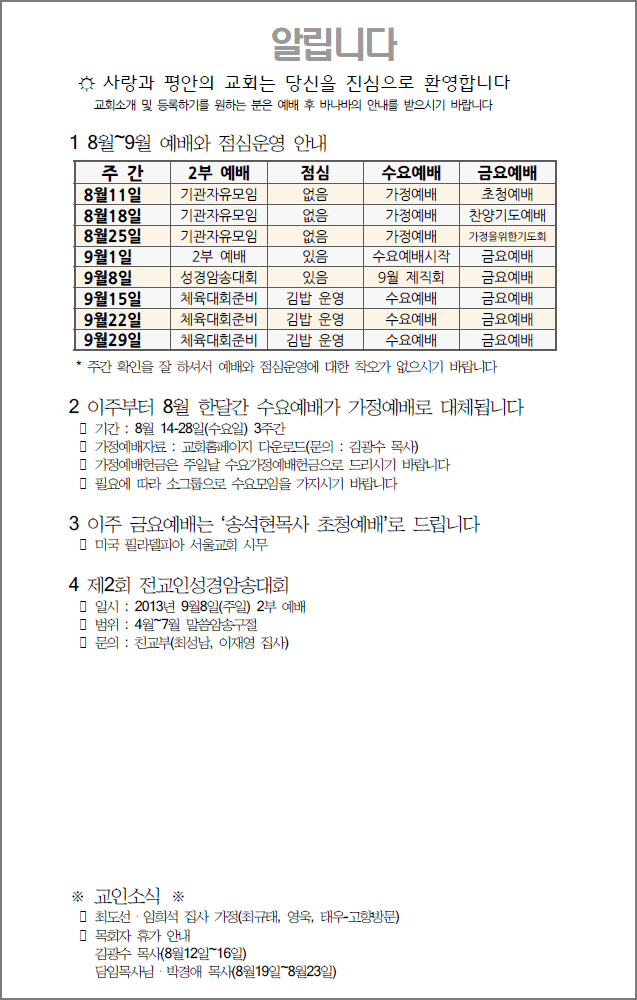 알립니다
☼ 사랑과 평안의 교회는 당신을 진심으로 환영합니다
교회소개 및 등록하기를 원하는 분은 예배 후 바나바의 안내를 받으시기 바랍니다
1 8월~9월 예배와 점심운영 안내
주 간 2부 예배 점심 수요예배 금요예배
8월11일 기관자유모임 없음 가정예배 초청예배
8월18일 기관자유모임 없음 가정예배 찬양기도예배
8월25일 기관자유모임 없음 가정예배 가정을위한기도회
9월1일 2부 예배 있음 수요예배시작 금요예배
9월8일 성경암송대회 있음 9월 제직회 금요예배
9월15일 체육대회준비 김밥 운영 수요예배 금요예배
9월22일 체육대회준비 김밥 운영 수요예배 금요예배
9월29일 체육대회준비 김밥 운영 수요예배 금요예배
* 주간 확인을 잘 하셔서 예배와 점심운영에 대한 착오가 없으시기 바랍니다
2 이주부터 8월 한달간 수요예배가 가정예배로 대체됩니다
▯ 기간 : 8월 14-28일(수요일) 3주간
▯ 가정예배자료 : 교회홈페이지 다운로드(문의 : 김광수 목사)
▯ 가정예배헌금은 주일날 수요가정예배헌금으로 드리시기 바랍니다
▯ 필요에 따라 소그룹으로 수요모임을 가지시기 바랍니다
3 이주 금요예배는 ‘송석현목사 초청예배’로 드립니다
▯ 미국 필라델피아 서울교회 시무
4 제2회 전교인성경암송대회
▯ 일시 : 2013년 9월8일(주일) 2부 예배
▯ 범위 : 4월~7월 말씀암송구절
▯ 문의 : 친교부(최성남, 이재영 집사)
※ 교인소식 ※
▯ 최도선·임희석 집사 가정(최규태, 영욱, 태우-고향방문)
▯ 목회자 휴가 안내
김광수 목사(8월12일~16일)
담임목사님·박경애 목사(8월19일~8월23일)